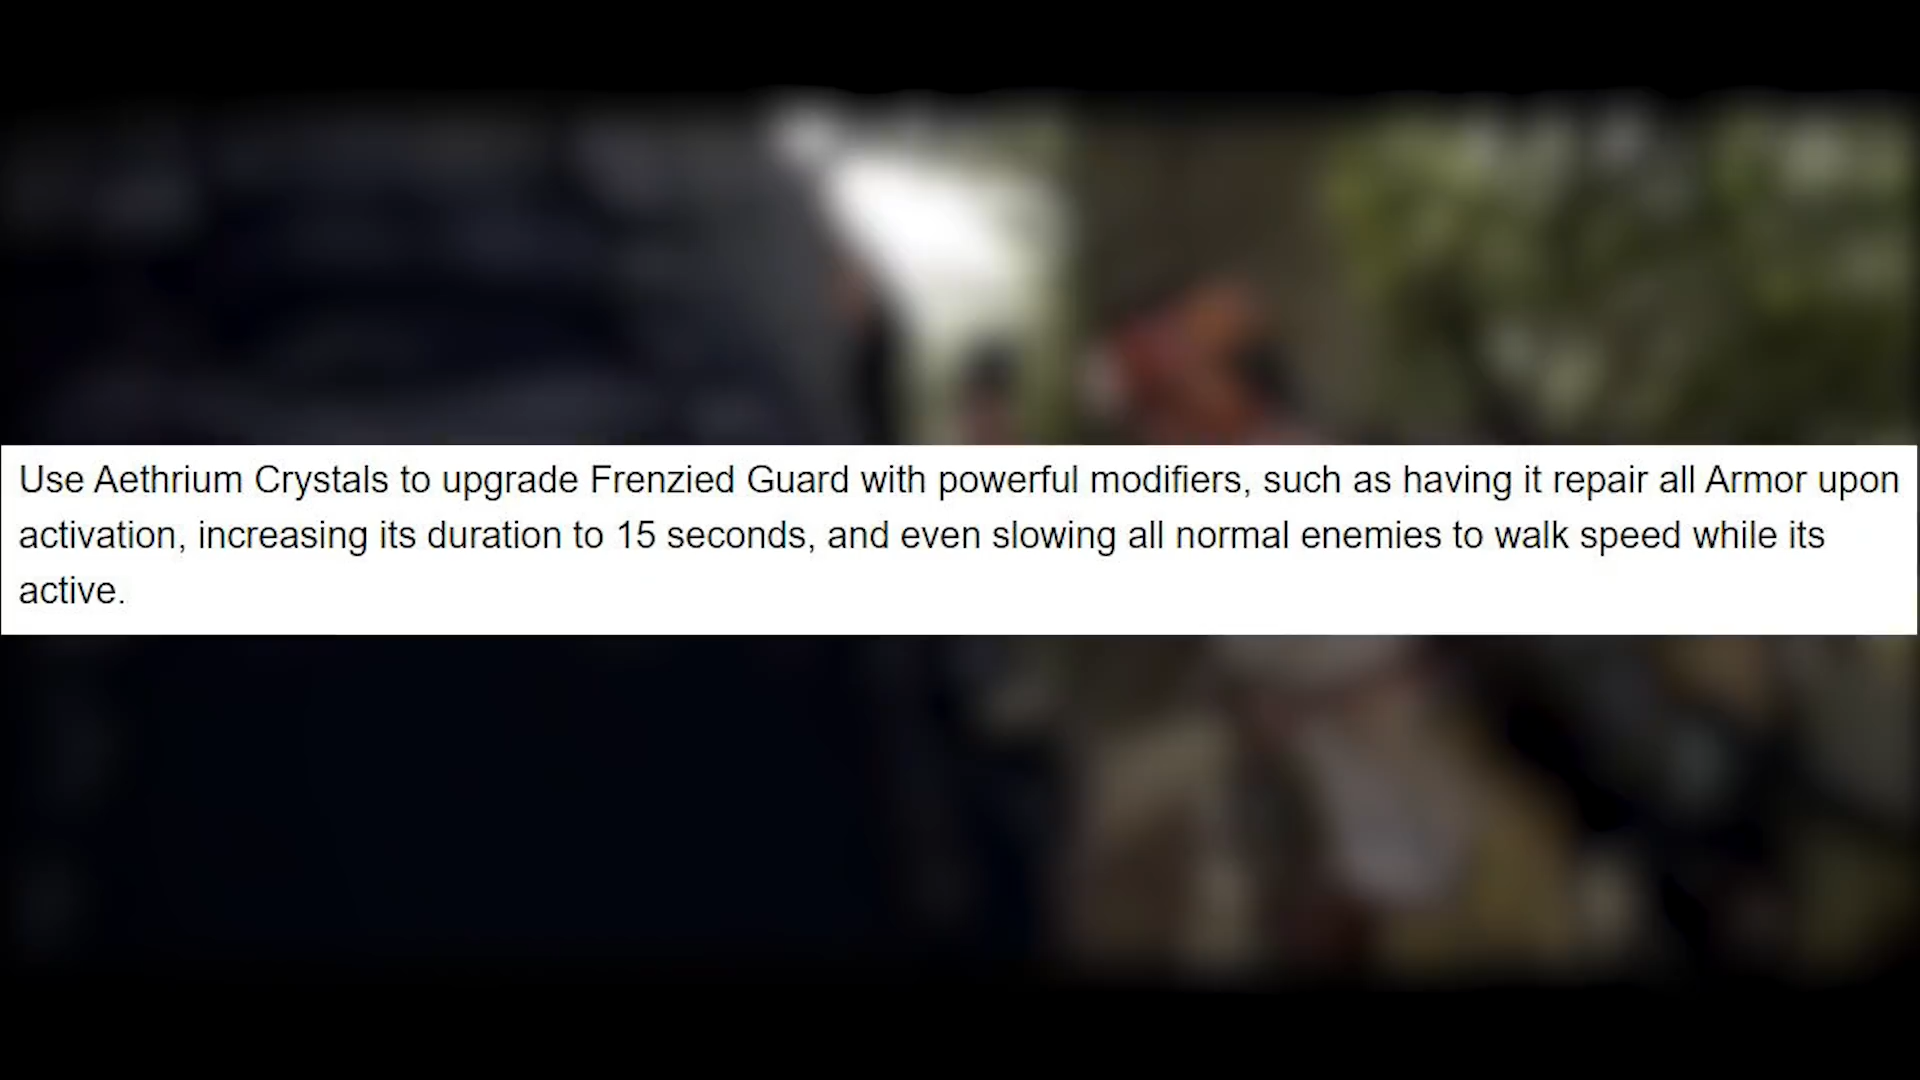 Use Aethrium Crystals to upgrade Frenzied Guard with powerful modifiers, such as having it repair all Armor upon
activation, increasing its duration to 15 seconds, and even slowing all normal enemies to walk speed while its
active.